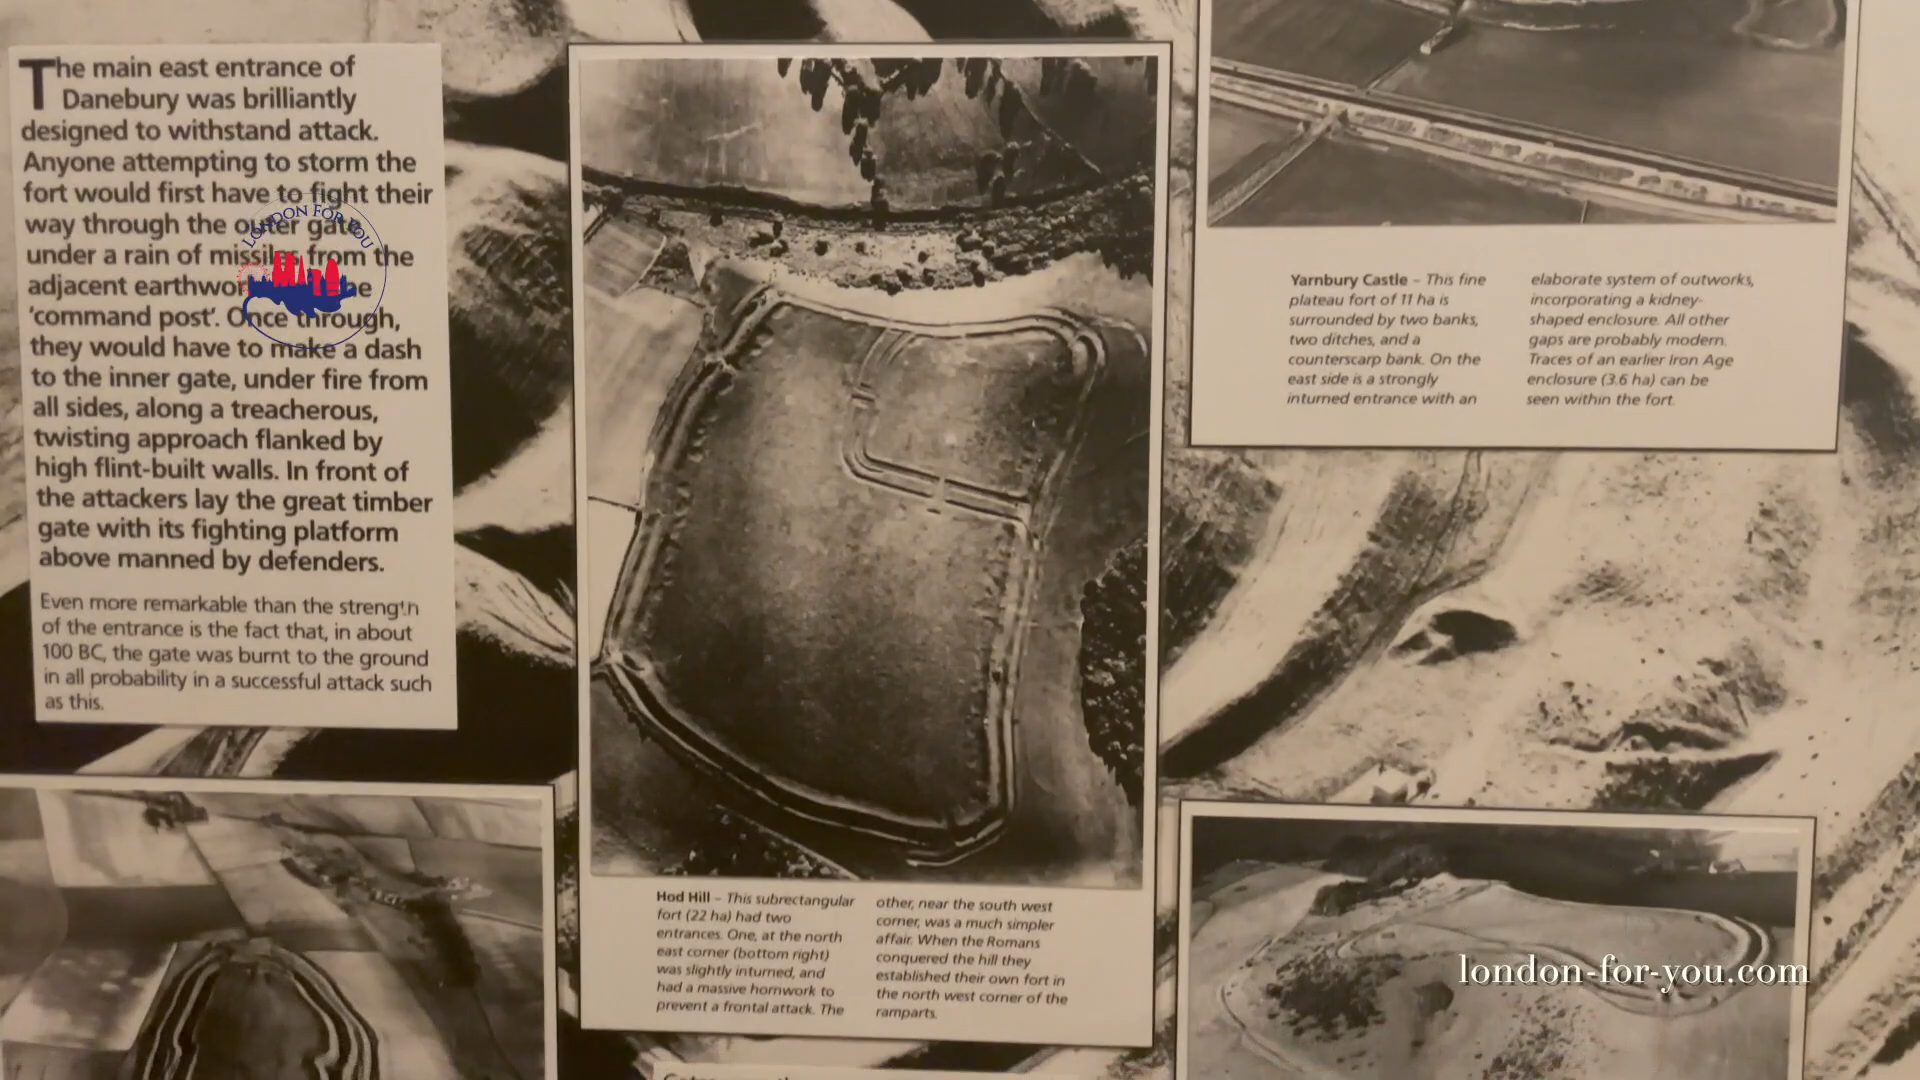 The main east entrance of
Danebury was brilliantly
designed to withstand attack.
Anyone attempting to storm the
fort would first have to fight their
way through the outer gate
under a rain of missiles from the
adjacent earthwor
'command post'. Once through,
they would have to make a dash
to the inner gate, under fire from
all sides, along a treacherous,
twisting approach flanked by
high flint-built walls. In front of
the attackers lay the great timber
gate with its fighting platform
above manned by defenders.
Even more remarkable than the strength
of the entrance is the fact that, in about
100 BC, the gate was burnt to the ground
in all probability in a successful attack such
as this.
LONDON FOR YOU
Hod Hill – This subrectangular
fort (22 ha) had two
entrances. One, at the north
east corner (bottom right)
was slightly inturned, and
had a massive hornwork to
prevent a frontal attack. The
other, near the south west
corner, was a much simpler
affair. When the Romans
conquered the hill they
established their own fort in
the north west corner of the
ramparts.
Yarnbury Castle – This fine
plateau fort of 11 ha is
surrounded by two banks,
two ditches, and a
counterscarp bank. On the
east side is a strongly
inturned entrance with an
elaborate system of outworks,
incorporating a kidney-
shaped enclosure. All other
gaps are probably modern.
Traces of an earlier Iron Age
enclosure (3.6 ha) can be
seen within the fort.
london-for-you.com